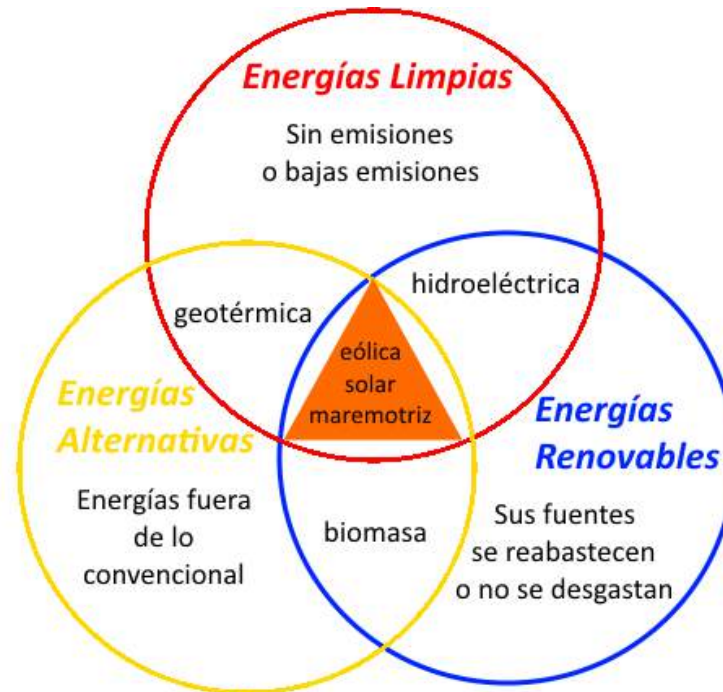 Energías Limpias
Sin emisiones
o bajas emisiones
geotérmica
hidroeléctrica
eólica
solar
maremotriz
Energías
Alternativas
Energías fuera
de lo
convencional
biomasa
Energías
Renovables
Sus fuentes
se reabastecen
o no se desgastan